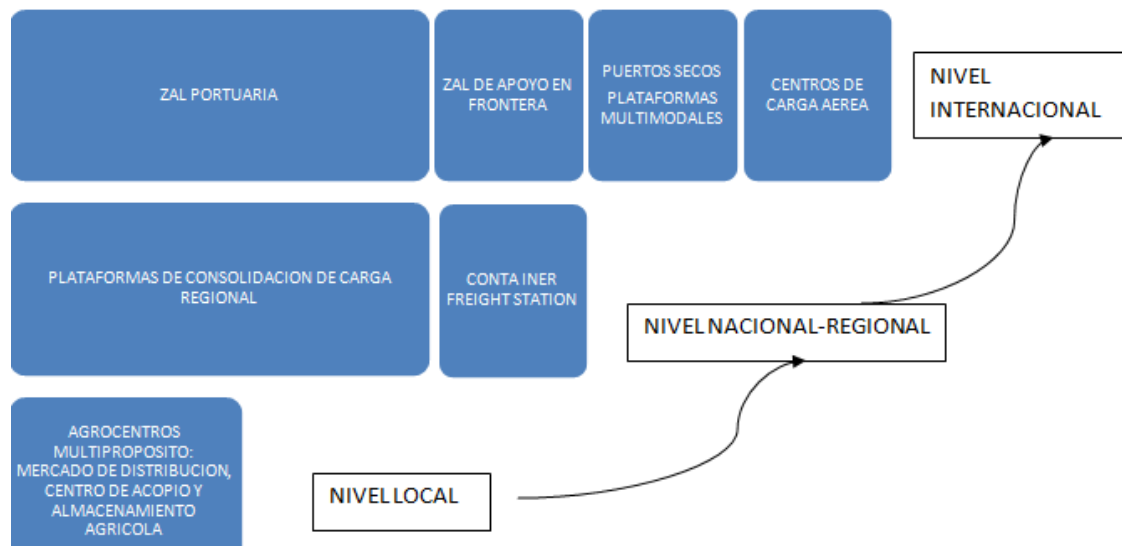 ZAL PORTUARIA
ZAL DE APOYO EN
FRONTERA
PUERTOS SECOS
PLATAFORMAS
MULTIMODALES
CENTROS DE
CARGA AEREA
NIVEL
INTERNACIONAL
PLATAFORMAS DE CONSOLIDACION DE CARGA
REGIONAL
CONTA INER
FREIGHT STATION
NIVEL NACIONAL-REGIONAL
AGROCENTROS
MULTIPROPOSITO:
MERCADO DE DISTRIBUCION,
CENTRO DE ACOPIO Y
ALMACENAMIENTO
AGRICOLA
NIVEL LOCAL